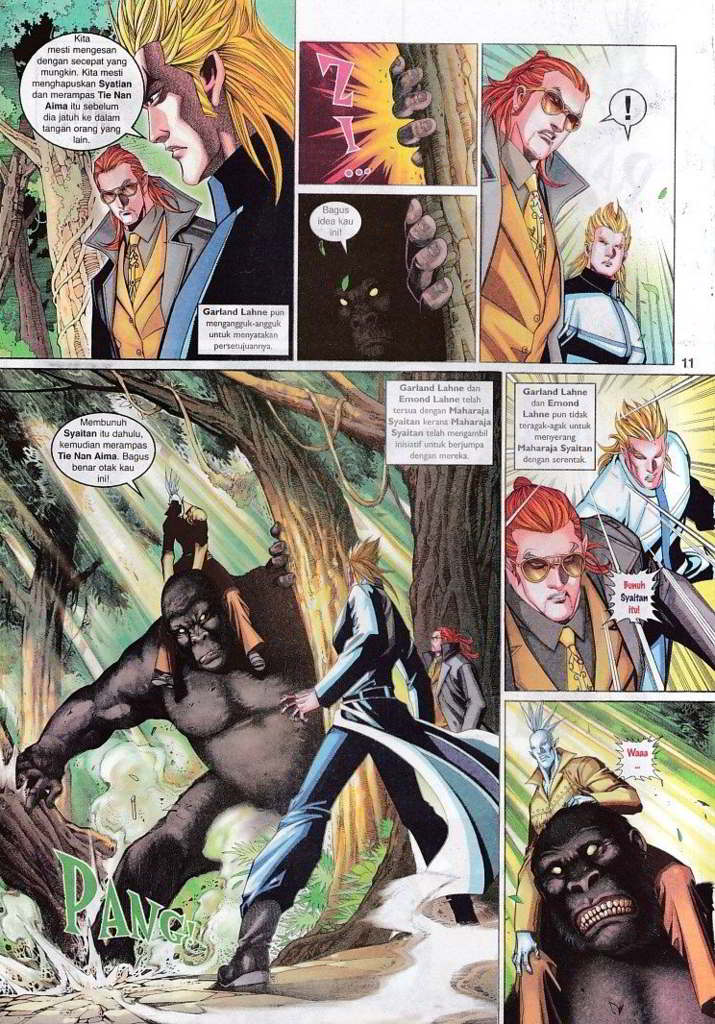 Kita
mesti mengesan
dengan secepat yang
mungkin. Kita mesti
menghapuskan Syaitan
dan merampas Tie Nan
Aima itu sebelum
dia jatuh ke dalam
tangan orang yang
lain.
Garland Lahne pun
mengangguk-angguk
untuk menyatakan
persetujuannya.
ZI...
Bagus
idea kau
ini!
!
11
Membunuh
Syaitan itu dahulu,
kemudian merampas
Tie Nan Aima. Bagus
benar otak kau
ini!
Garland Lahne dan
Emond Lahne telah
tersua dengan Maharaja
Syaitan kerana Maharaja
Syaitan telah mengambil
inisiatif untuk berjumpa
dengan mereka.
PANG!
Garland Lahne
dan Emond
Lahne pun tidak
teragak-agak untuk
menyerang
Maharaja Syaitan
dengan serentak.
Bunuh
Syaitan
itu!
Waaa
...